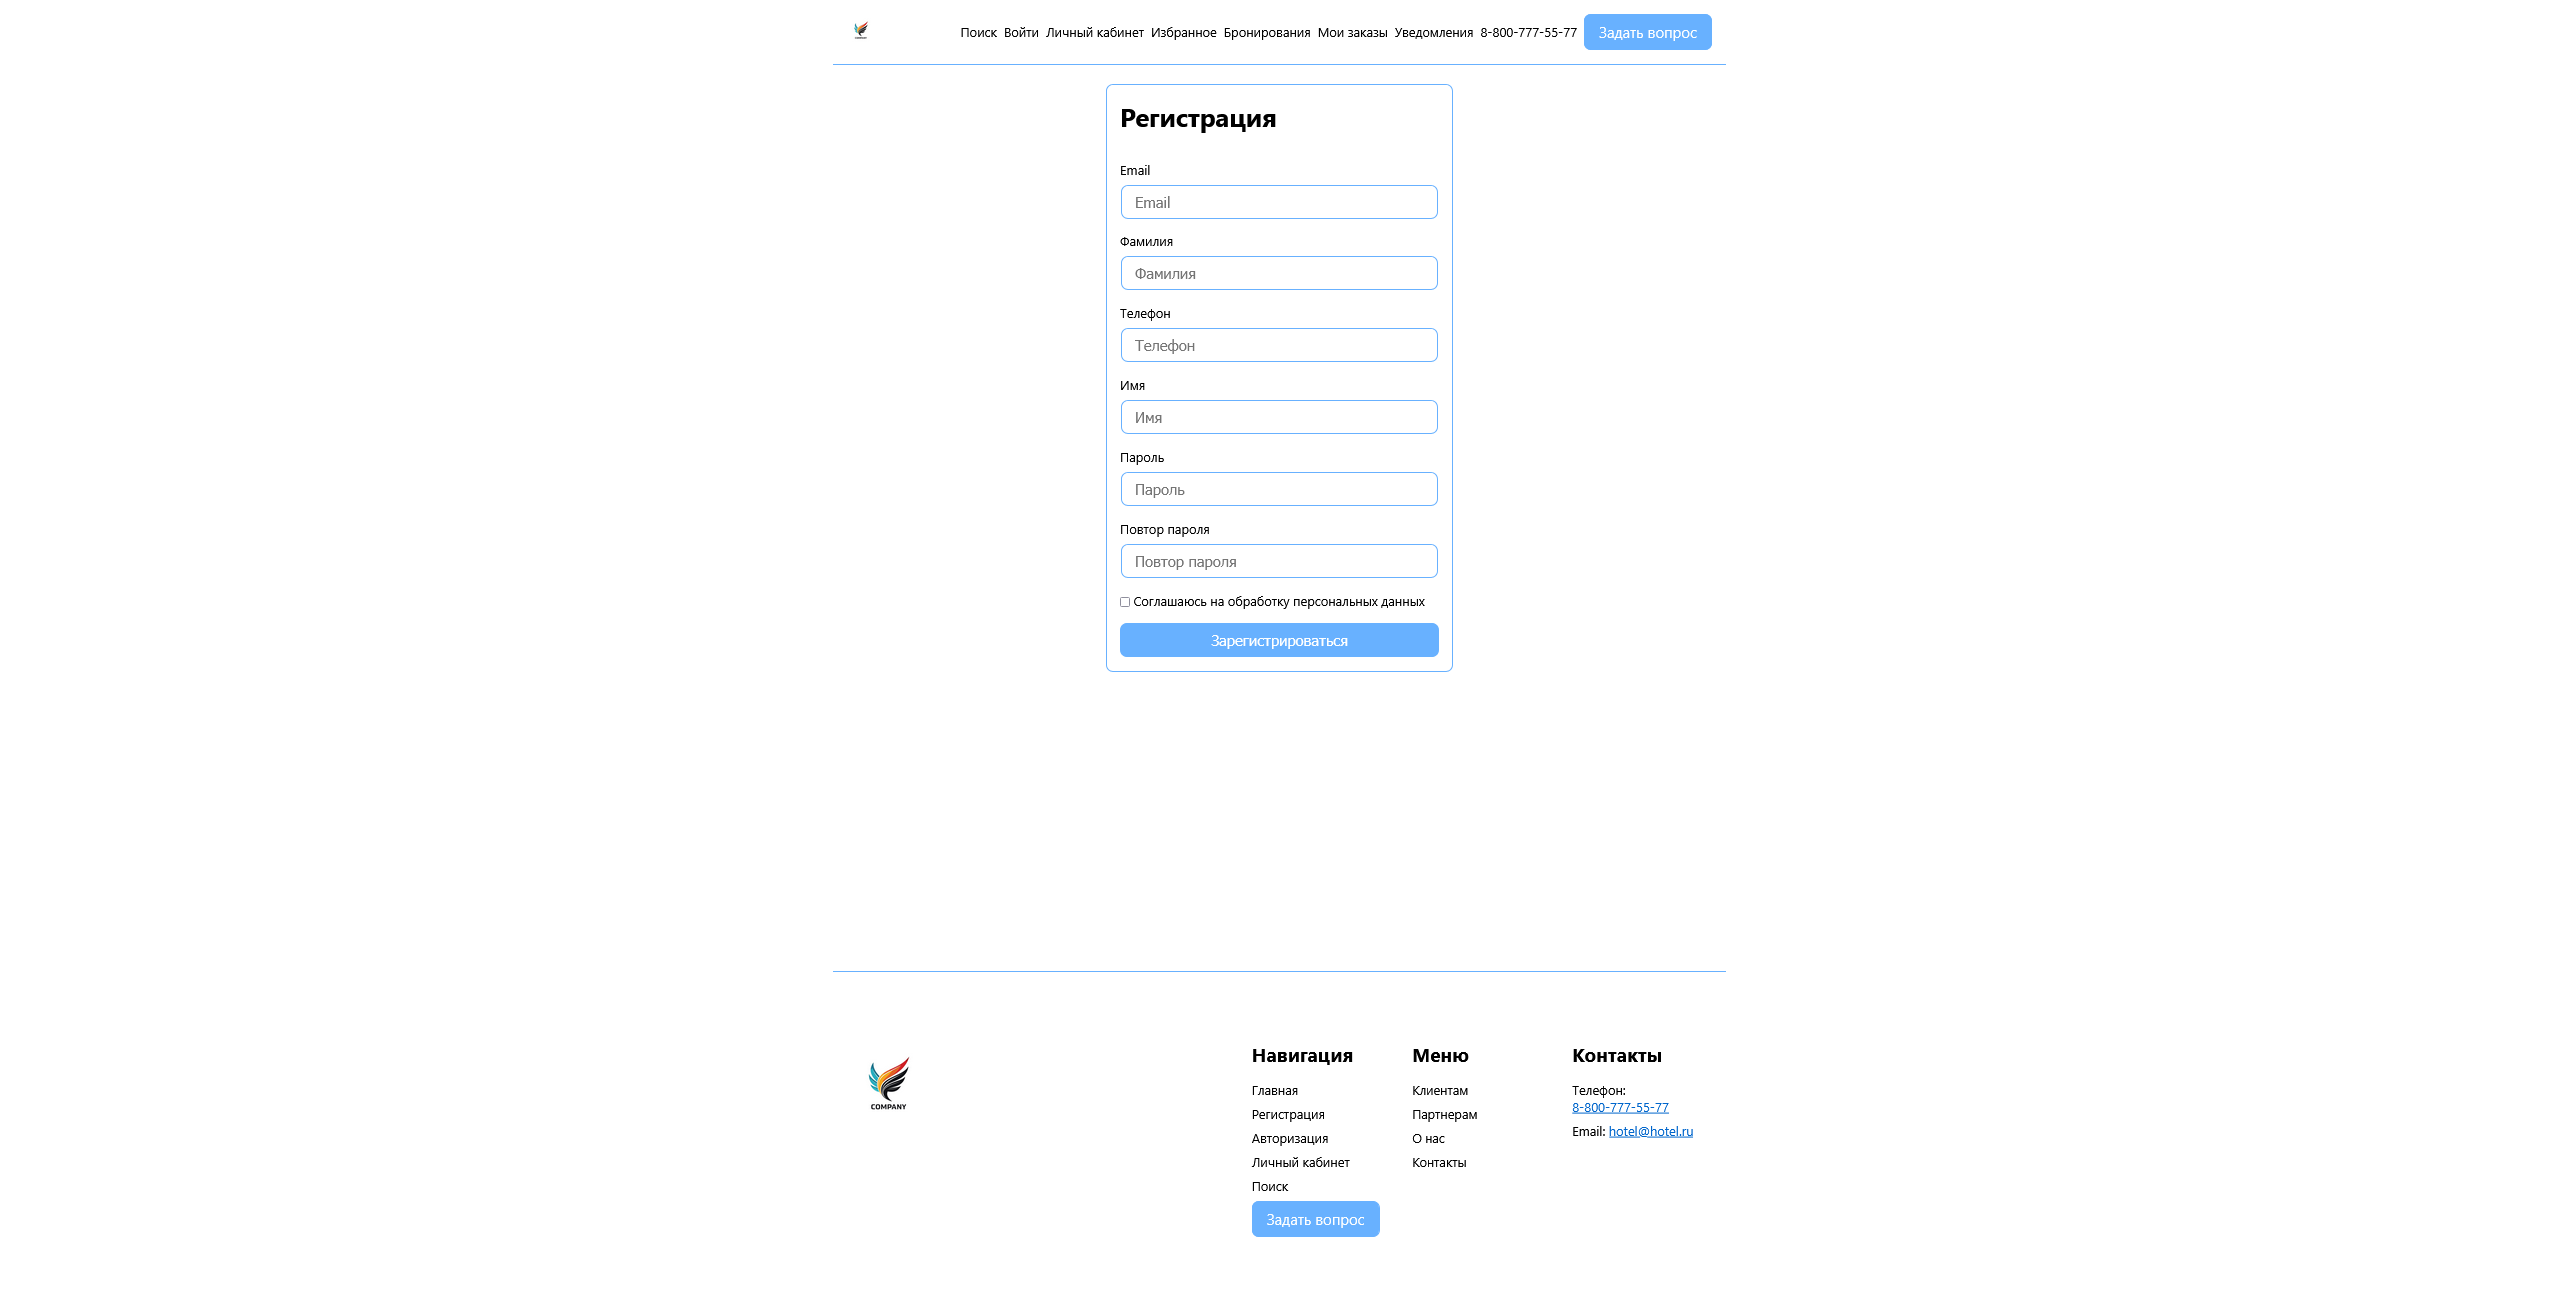 Поиск Войти Личный кабинет Избранное Бронирования Мои заказы Уведомления 8-800-777-55-77 Задать вопрос
Регистрация
Email
Email
Фамилия
Фамилия
Телефон
Телефон
Имя
Имя
Пароль
Пароль
Повтор пароля
Повтор пароля
Соглашаюсь на обработку персональных данных
Зарегистрироваться
COMPANY
Навигация
Главная
Регистрация
Авторизация
Личный кабинет
Поиск
Задать вопрос
Меню
Клиентам
Партнерам
О нас
Контакты
Контакты
Телефон:
8-800-777-55-77
Email: hotel@hotel.ru